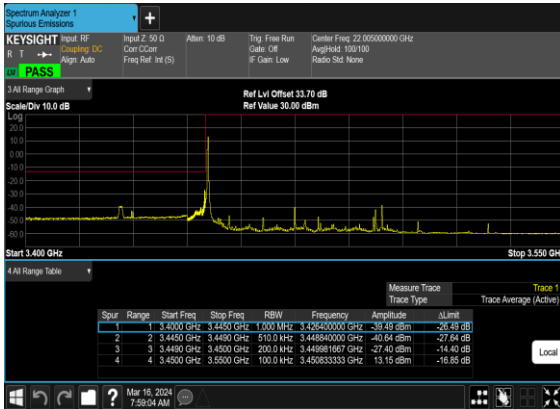 Spectrum Analyzer 1
Spurious Emissions
+
KEYSIGHT Input: RF Input Z: 50 Ω Atten: 10 dB Trig: Free Run Center Freq: 22.005000000 GHz
R T Coupling: DC Corr CCorr Gate: Off Avg|Hold: 100/100
Align: Auto Freq Ref: Int (S) IF Gain: Low Radio Std: None
PASS
3 All Range Graph
Ref Lvl Offset 33.70 dB
Scale/Div 10.0 dB Ref Value 30.00 dBm
Log
20.0
10.0
0.00
-10.0
-20.0
-30.0
-40.0
-50.0
-60.0
Start 3.400 GHz Stop 3.550 GH
4 All Range Table
Measure Trace Trace 1
Trace Type Trace Average (Active)
Spur Range Start Freq Stop Freq RBW Frequency Amplitude ΔLimit
1 1 3.4000 GHz 3.4450 GHz 1.000 MHz 3.426400000 GHz -39.49 dBm -26.49 dB
2 2 3.4450 GHz 3.4490 GHz 510.0 kHz 3.448840000 GHz -40.64 dBm -27.64 dB
3 3 3.4490 GHz 3.4500 GHz 200.0 kHz 3.449981667 GHz -27.40 dBm -14.40 dB
4 4 3.4500 GHz 3.5500 GHz 100.0 kHz 3.450833333 GHz 13.15 dBm -16.85 dB
Local
? Mar 16, 2024
7:59:04 AM